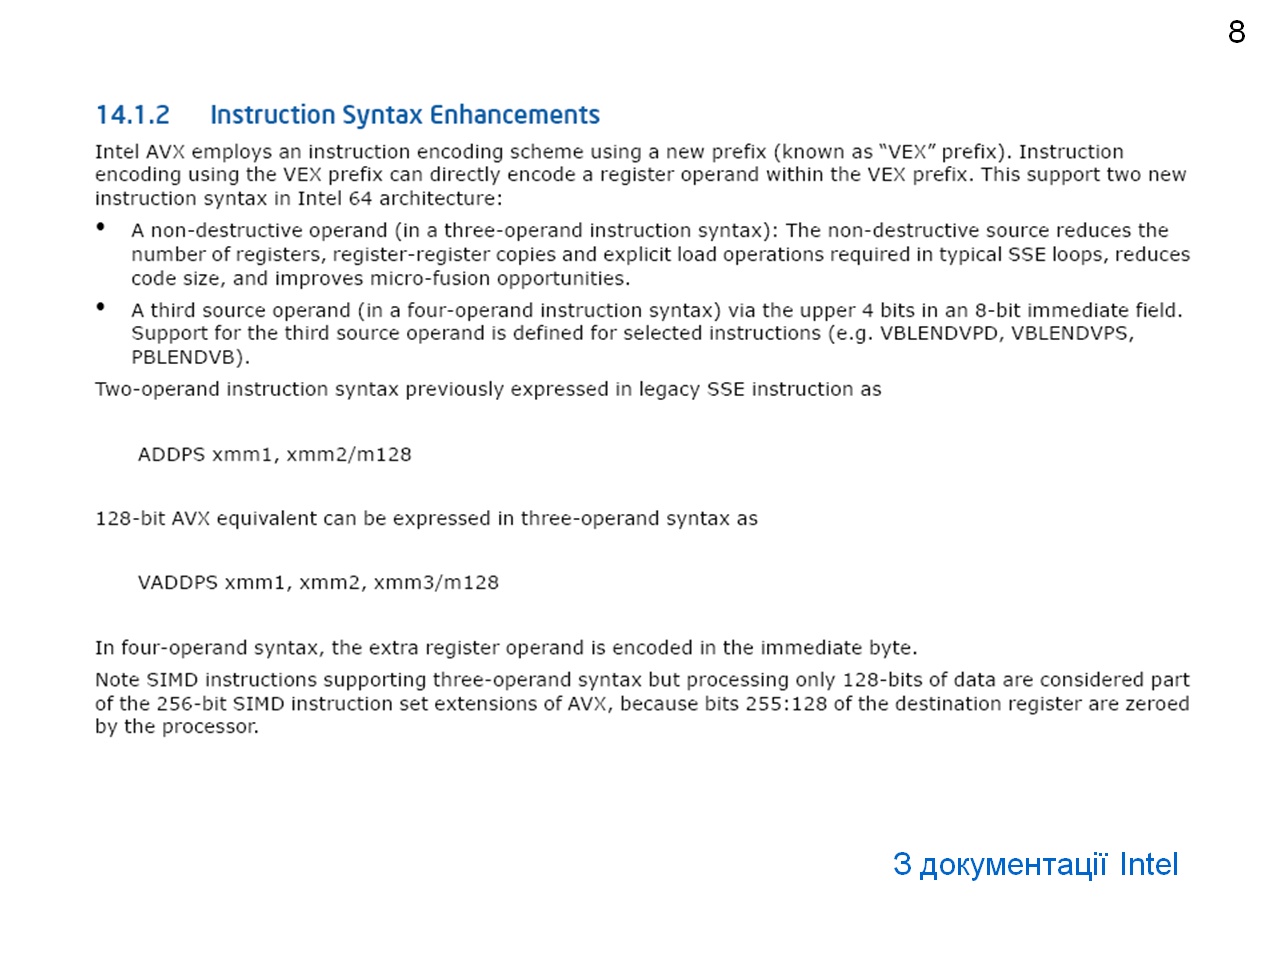 8
14.1.2 Instruction Syntax Enhancements
Intel AVX employs an instruction encoding scheme using a new prefix (known as “VEX” prefix). Instruction
encoding using the VEX prefix can directly encode a register operand within the VEX prefix. This support two new
instruction syntax in Intel 64 architecture:
• A non-destructive operand (in a three-operand instruction syntax): The non-destructive source reduces the
number of registers, register-register copies and explicit load operations required in typical SSE loops, reduces
code size, and improves micro-fusion opportunities.
• A third source operand (in a four-operand instruction syntax) via the upper 4 bits in an 8-bit immediate field.
Support for the third source operand is defined for selected instructions (e.g. VBLENDVPD, VBLENDVPS,
PBLENDVB).
Two-operand instruction syntax previously expressed in legacy SSE instruction as
ADDPS xmm1, xmm2/m128
128-bit AVX equivalent can be expressed in three-operand syntax as
VADDPS xmm1, xmm2, xmm3/m128
In four-operand syntax, the extra register operand is encoded in the immediate byte.
Note SIMD instructions supporting three-operand syntax but processing only 128-bits of data are considered part
of the 256-bit SIMD instruction set extensions of AVX, because bits 255:128 of the destination register are zeroed
by the processor.
З документації Intel